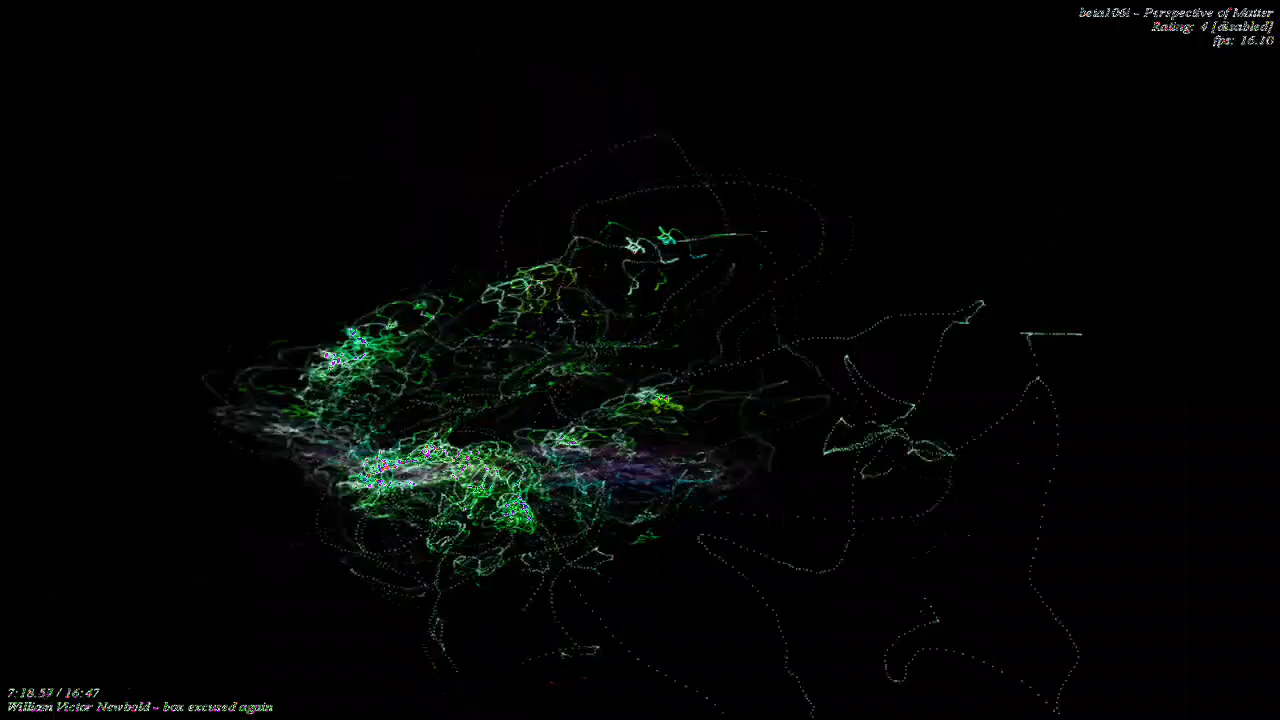 beta106i - Perspective of Matter
Rating: 4 [disabled]
fps: 16.10
7:18.57 / 16:47
William Victor Newbold - box excused again